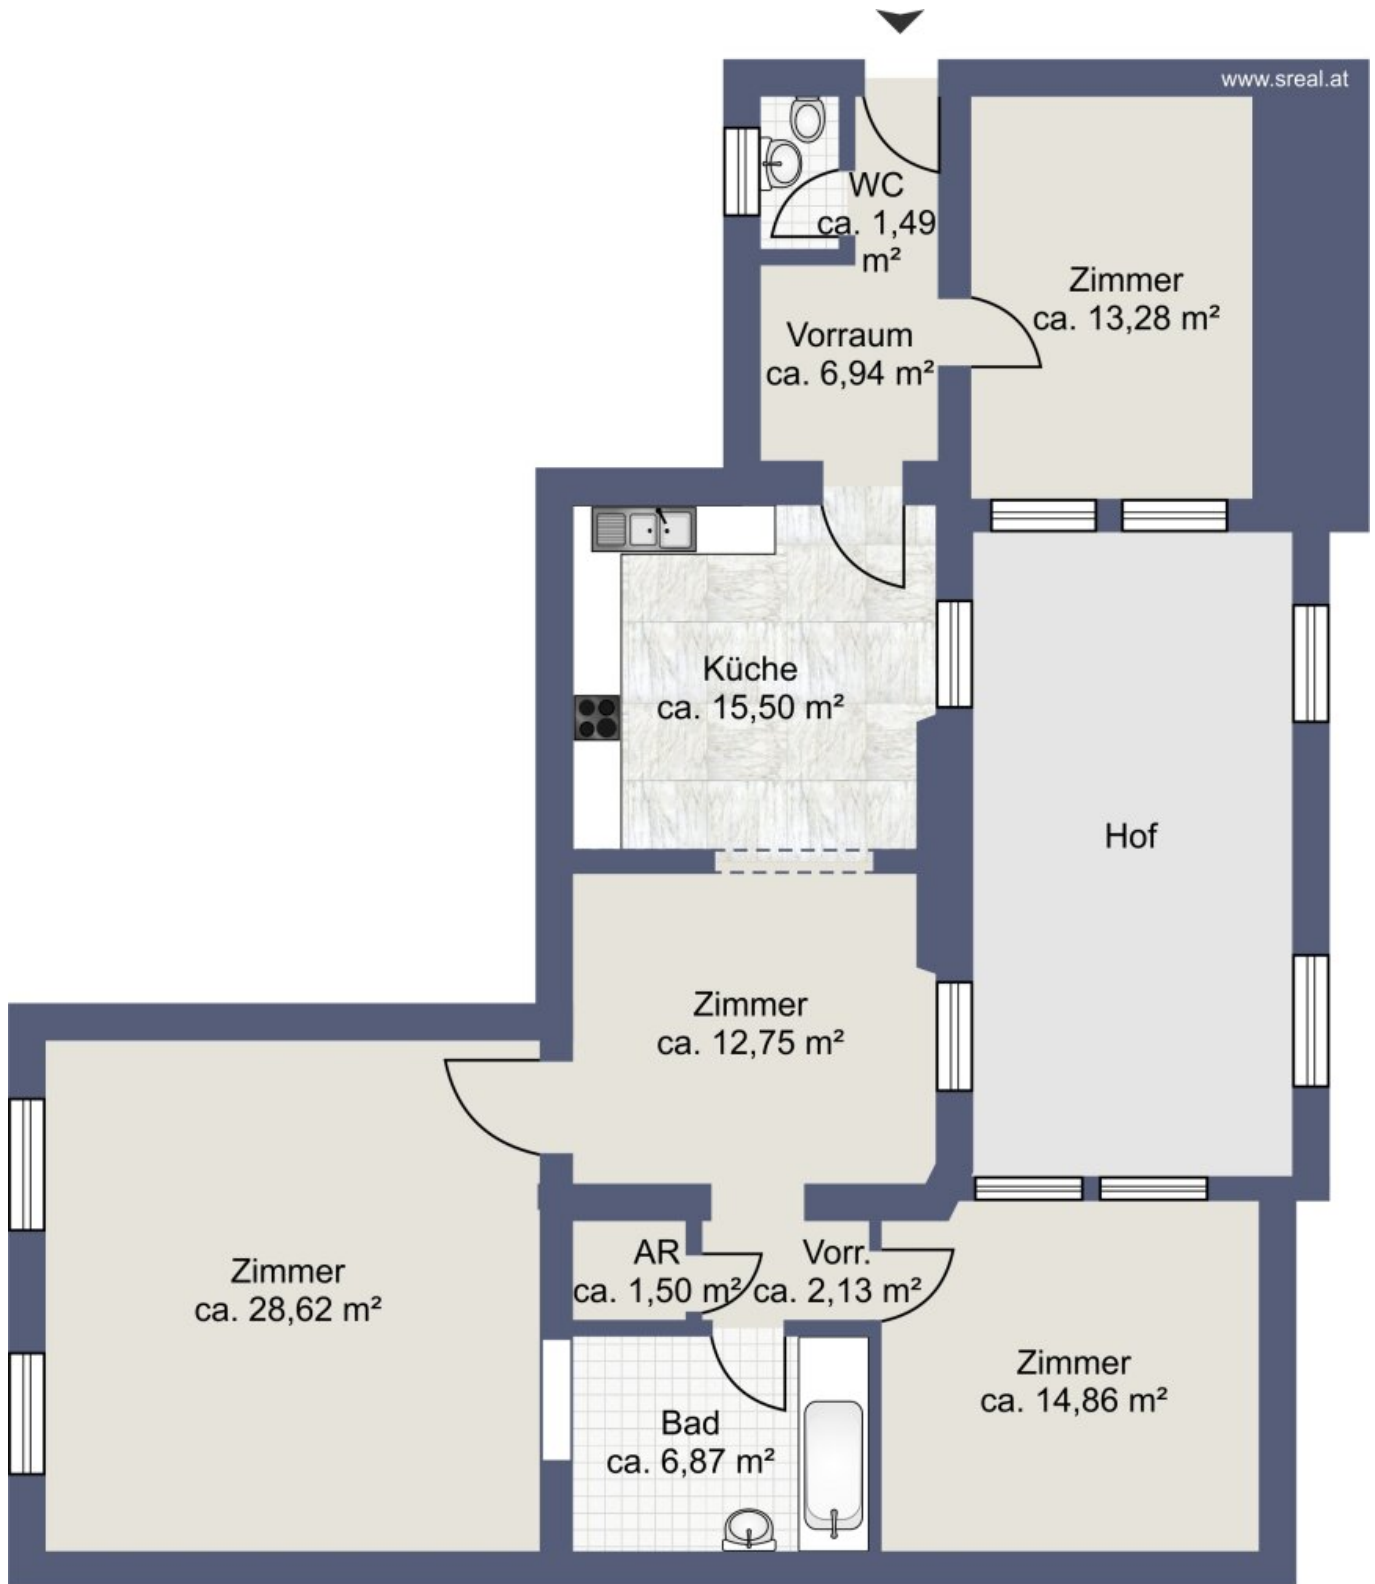 www.sreal.at
WC
ca. 1,49
m²
Zimmer
ca. 13,28 m²
Vorraum
ca. 6,94 m²
Küche
ca. 15,50 m²
Hof
Zimmer
ca. 12,75 m²
Zimmer
ca. 28,62 m²
AR
ca. 1,50 m²
Vorr.
ca. 2,13 m²
Zimmer
ca. 14,86 m²
Bad
ca. 6,87 m²